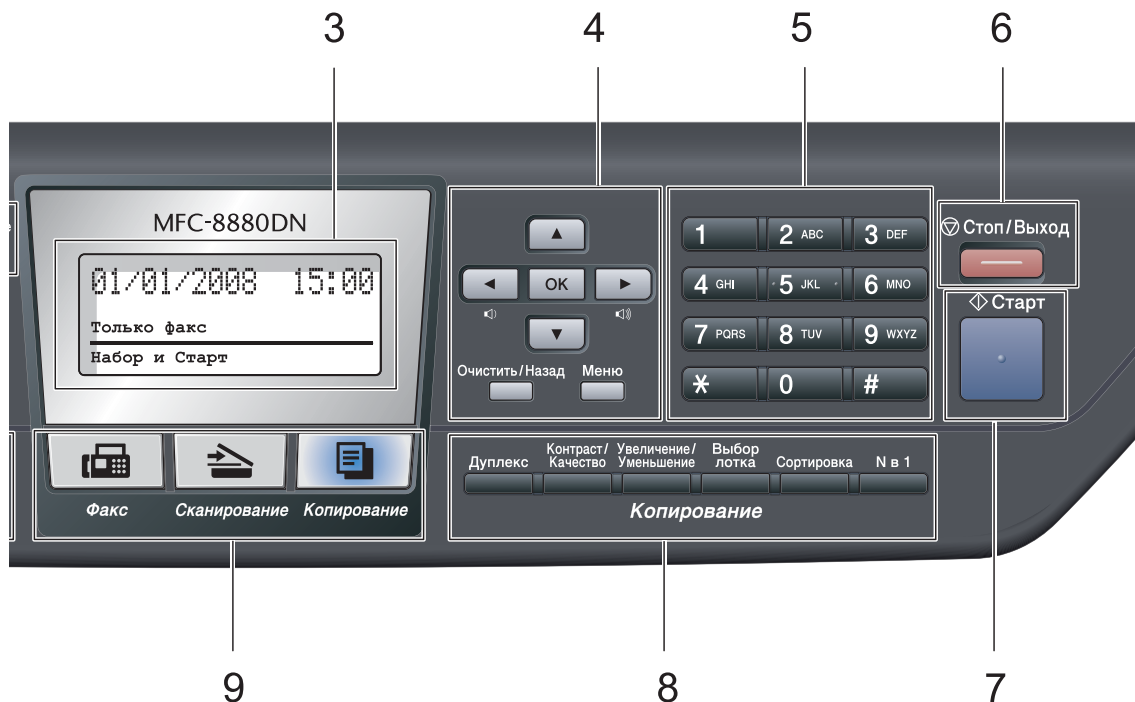 3 4 5 6
MFC-8880DN
01/01/2008 15:00
Только факс
Набор и Старт
OK
Очистить/Назад Меню
1 2 ABC 3 DEF
4 GHI 5 JKL 6 MNO
7 PQRS 8 TUV 9 WXYZ
* 0 #
Стоп/Выход
Старт
Факс Сканирование Копирование
Дуплекс Контраст/Качество Увеличение/Уменьшение Выбор лотка Сортировка N в 1
Копирование
9 8 7